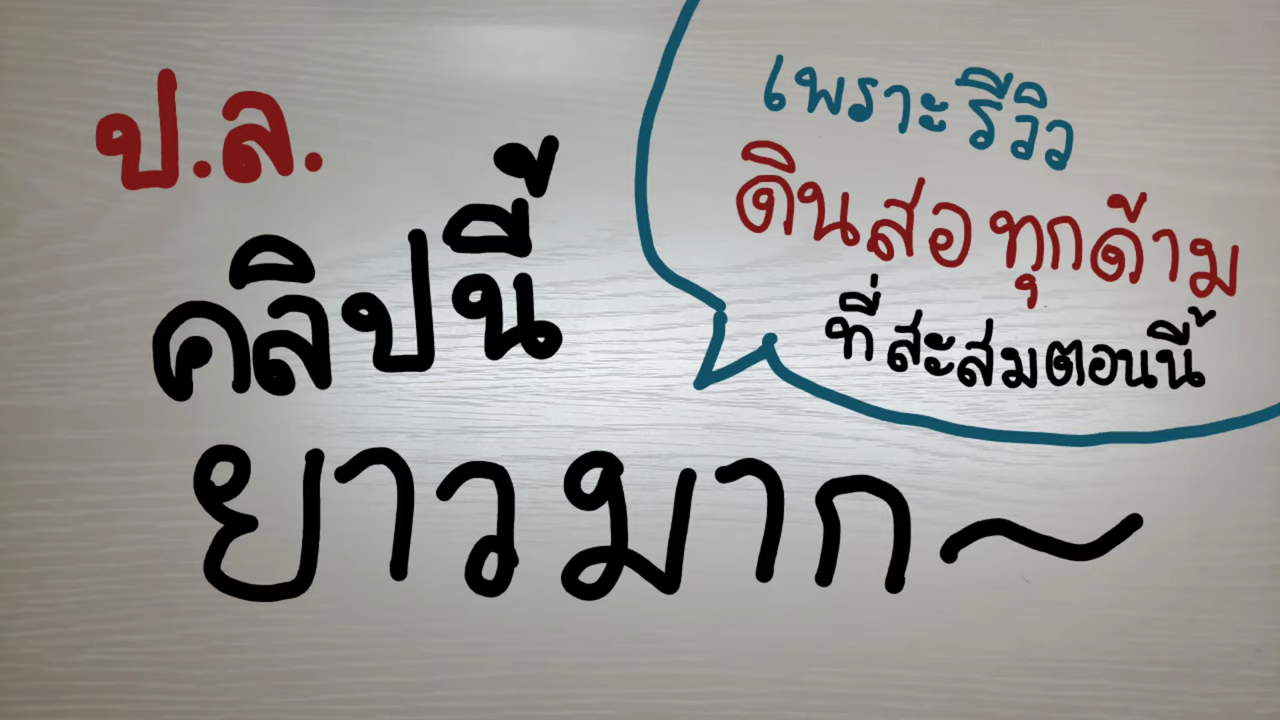 ป.ล.
คลิปนี้
ยาวมาก~
เพราะรีวิว
ดินสอทุกด้าม
ที่สะสมตอนนี้